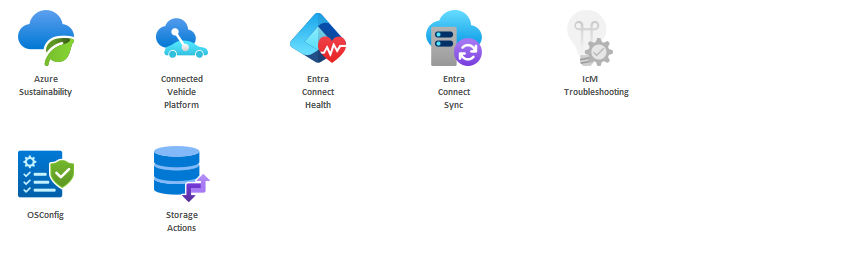 Azure
Sustainability
Connected
Vehicle
Platform
Entra
Connect
Health
Entra
Connect
Sync
IcM
Troubleshooting
OSConfig
Storage
Actions